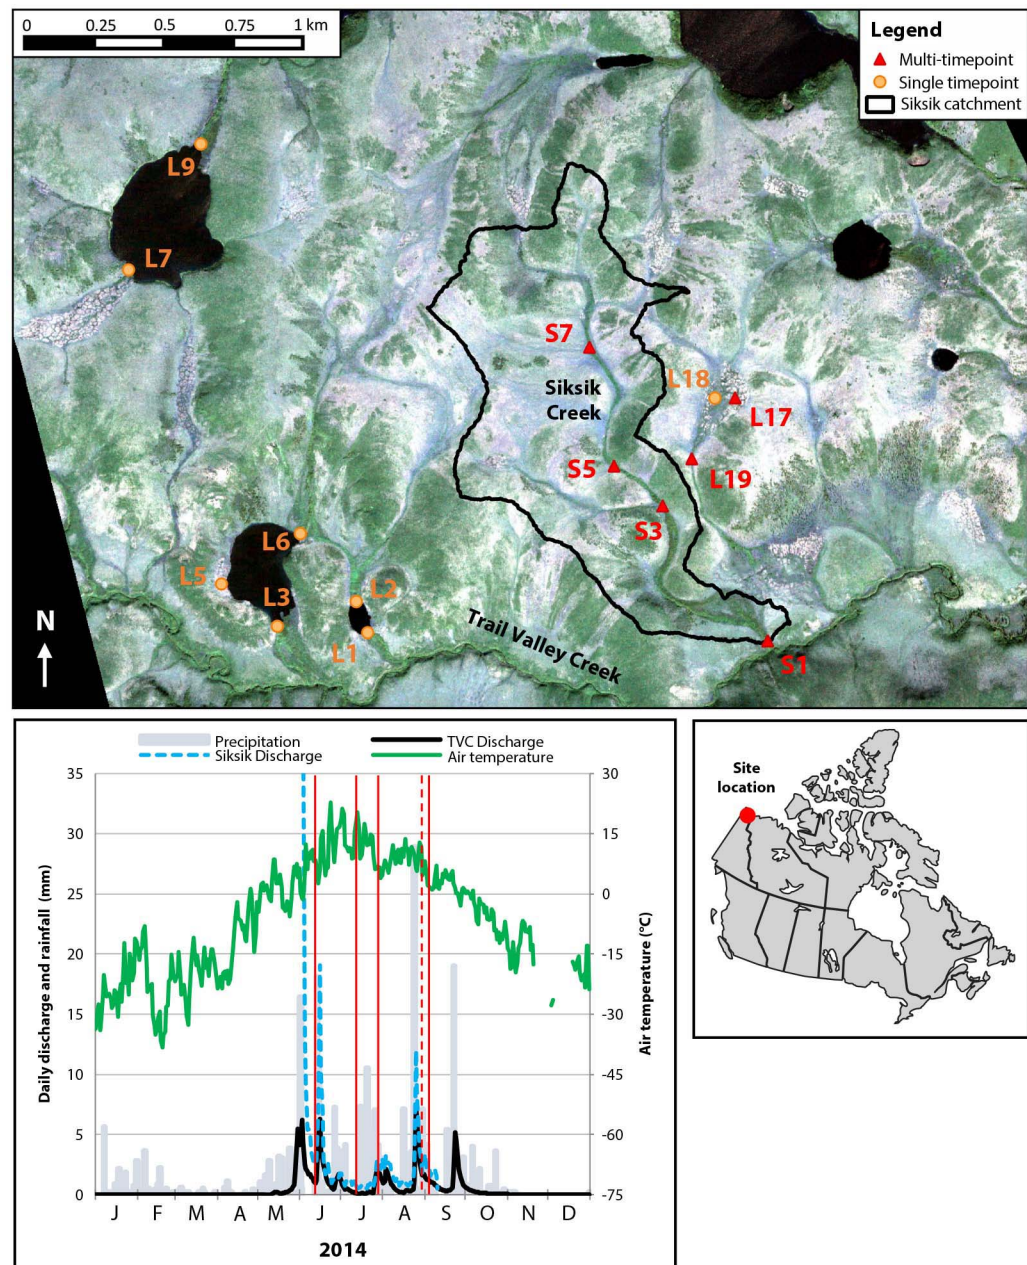 0 0.25 0.5 0.75 1 km
Legend
Multi-timepoint
Single timepoint
Siksik catchment
L9
L7
S7
L18
Siksik
Creek
L17
S5
L19
S3
L6
L5
L3
L2
L1
Trail Valley Creek
S1
N
Precipitation
TVC Discharge
Siksik Discharge
Air temperature
35
30
25
20
15
10
5
0
Daily discharge and rainfall (mm)
30
15
0
-15
-30
-45
-60
-75
Air temperature (°C)
J F M A M J J A S O N D
2014
Site
location